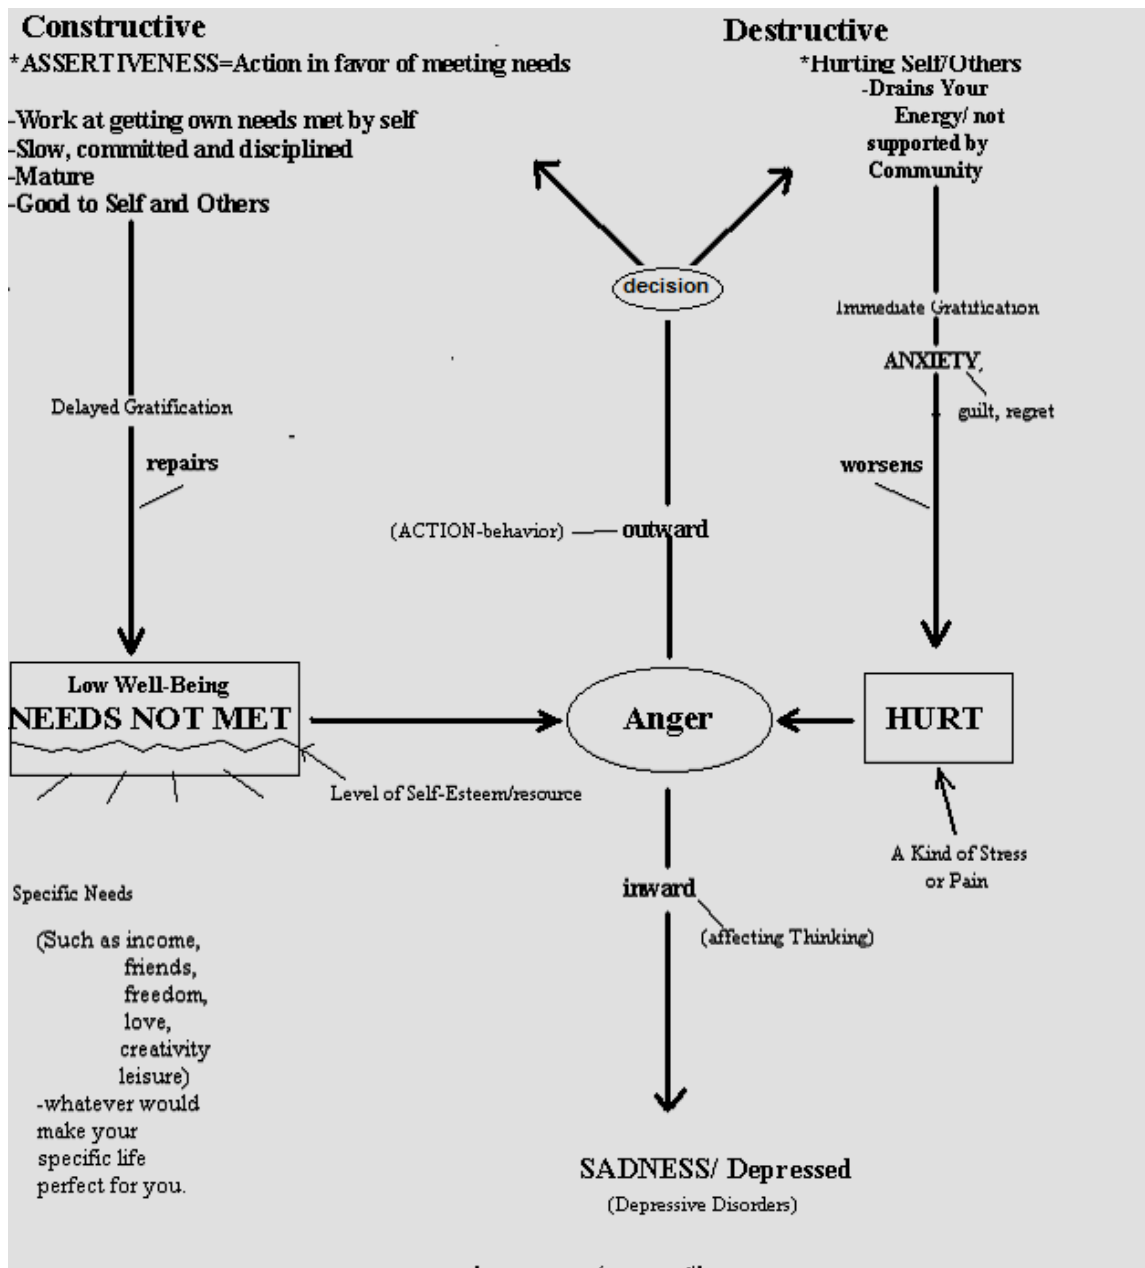 Constructive
*ASSERTIVENESS=Action in favor of meeting needs
-Work at getting own needs met by self
-Slow, committed and disciplined
-Mature
-Good to Self and Others
Destructive
*Hurting Self/Others
-Drains Your
Energy/ not
supported by
Community
decision
Immediate Gratification
ANXIETY,
guilt, regret
Delayed Gratification
repairs
worsens
(ACTION-behavior)
outward
Low Well-Being
NEEDS NOT MET
Anger
HURT
Level of Self-Esteem/resource
A Kind of Stress
or Pain
inward
(affecting Thinking)
Specific Needs
(Such as income,
friends,
freedom,
love,
creativity
leisure)
-whatever would
make your
specific life
perfect for you.
SADNESS/ Depressed
(Depressive Disorders)